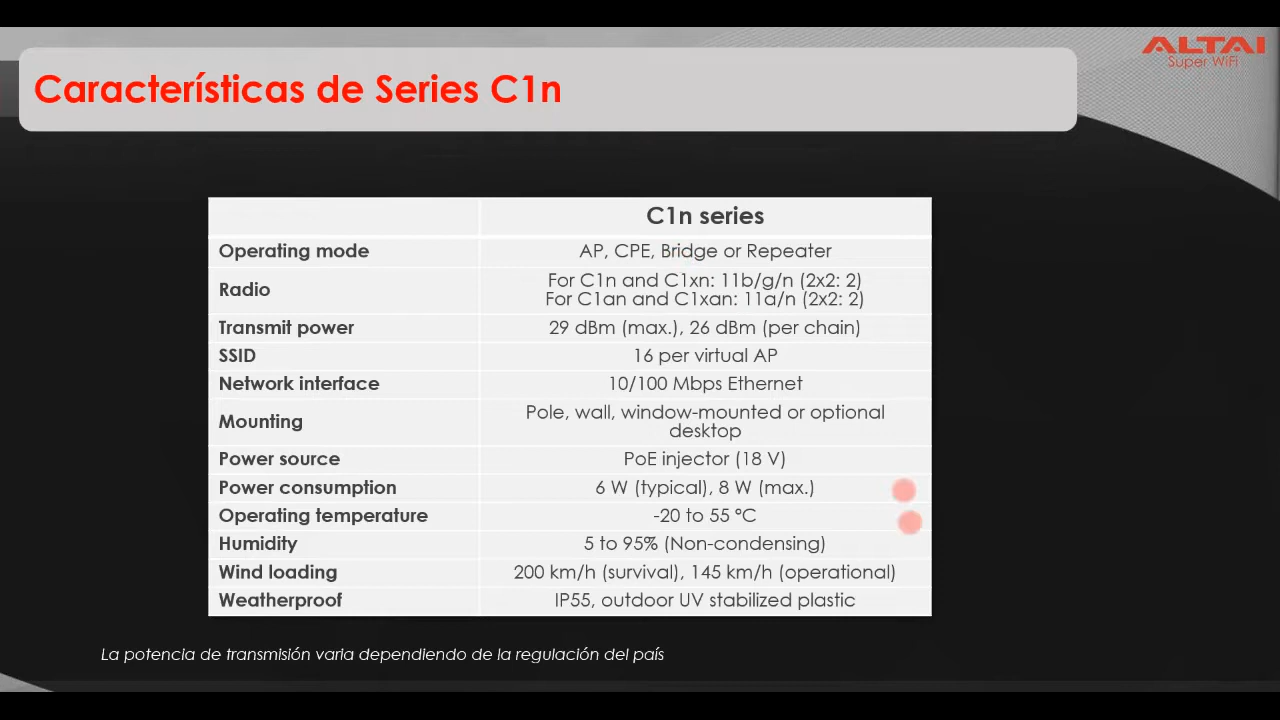 ALTAI
Super WiFi
Características de Series C1n
C1n series
Operating mode AP, CPE, Bridge or Repeater
Radio For C1n and C1xn: 11b/g/n (2x2: 2)
For C1an and C1xan: 11a/n (2x2: 2)
Transmit power 29 dBm (max.), 26 dBm (per chain)
SSID 16 per virtual AP
Network interface 10/100 Mbps Ethernet
Mounting Pole, wall, window-mounted or optional
desktop
Power source PoE injector (18 V)
Power consumption 6 W (typical), 8 W (max.)
Operating temperature -20 to 55 ºC
Humidity 5 to 95% (Non-condensing)
Wind loading 200 km/h (survival), 145 km/h (operational)
Weatherproof IP55, outdoor UV stabilized plastic
La potencia de transmisión varia dependiendo de la regulación del país